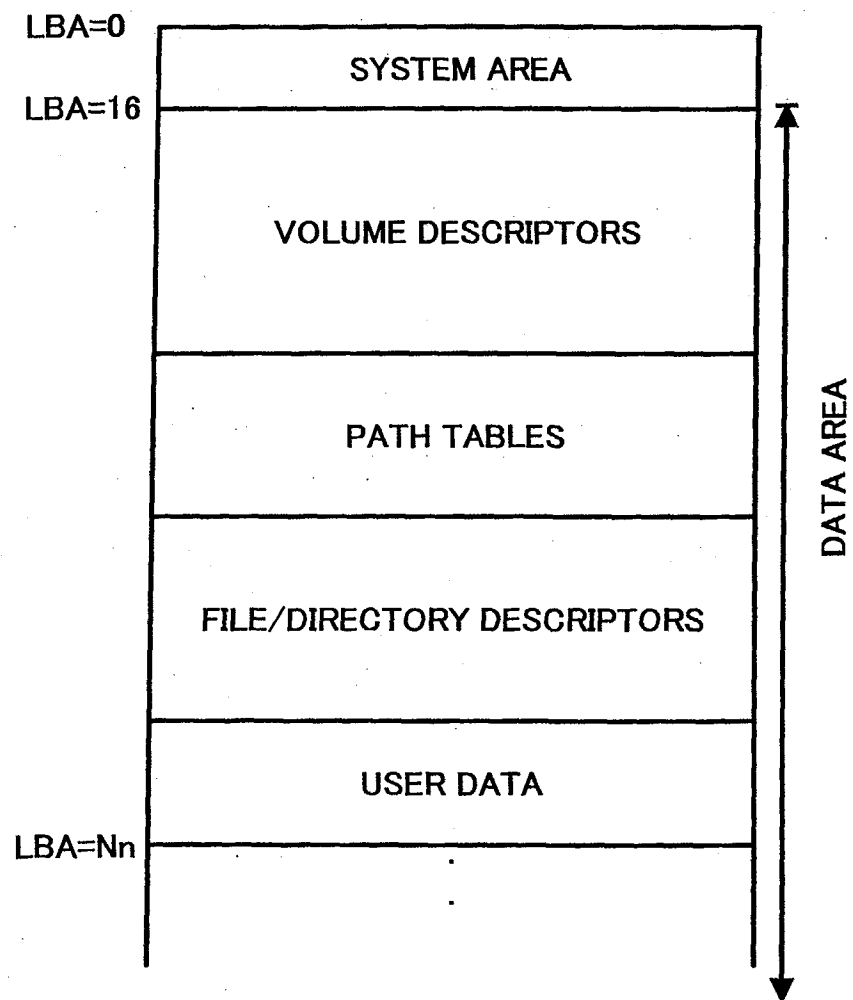 LBA=0
SYSTEM AREA
LBA=16
VOLUME DESCRIPTORS
PATH TABLES
DATA AREA
FILE/DIRECTORY DESCRIPTORS
USER DATA
LBA=Nn